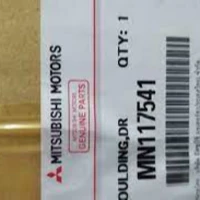 MITSUBISHI MOTORS
GENUINE PARTS
QTY: 1
OULDING,DR
MN117541